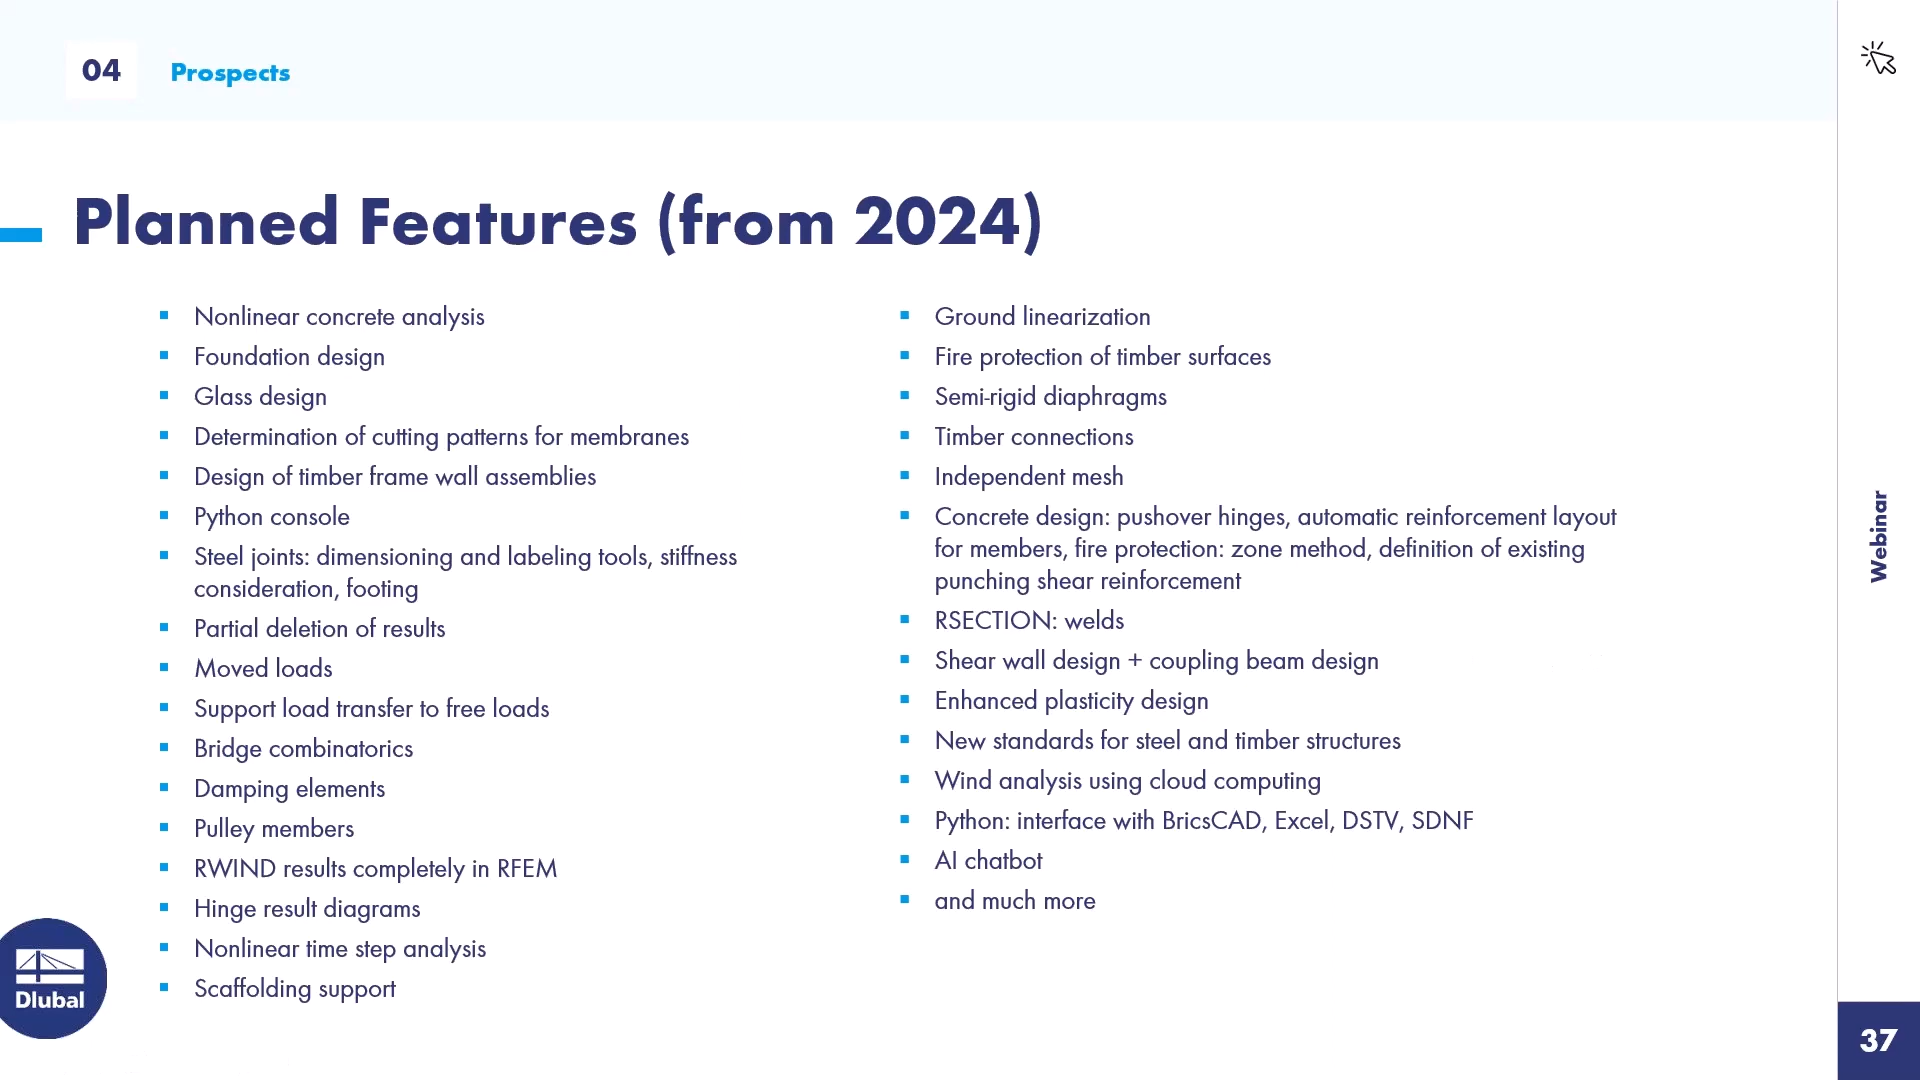 04
Prospects
Planned Features (from 2024)
Nonlinear concrete analysis
Foundation design
Glass design
Determination of cutting patterns for membranes
Design of timber frame wall assemblies
Python console
Steel joints: dimensioning and labeling tools, stiffness
consideration, footing
Partial deletion of results
Moved loads
Support load transfer to free loads
Bridge combinatorics
Damping elements
Pulley members
RWIND results completely in RFEM
Hinge result diagrams
Nonlinear time step analysis
Scaffolding support
Ground linearization
Fire protection of timber surfaces
Semi-rigid diaphragms
Timber connections
Independent mesh
Concrete design: pushover hinges, automatic reinforcement layout
for members, fire protection: zone method, definition of existing
punching shear reinforcement
RSECTION: welds
Shear wall design + coupling beam design
Enhanced plasticity design
New standards for steel and timber structures
Wind analysis using cloud computing
Python: interface with BricsCAD, Excel, DSTV, SDNF
AI chatbot
and much more
Webinar
Dlubal
37